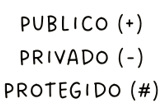 PUBLICO (+)
PRIVADO (-)
PROTEGIDO (#)